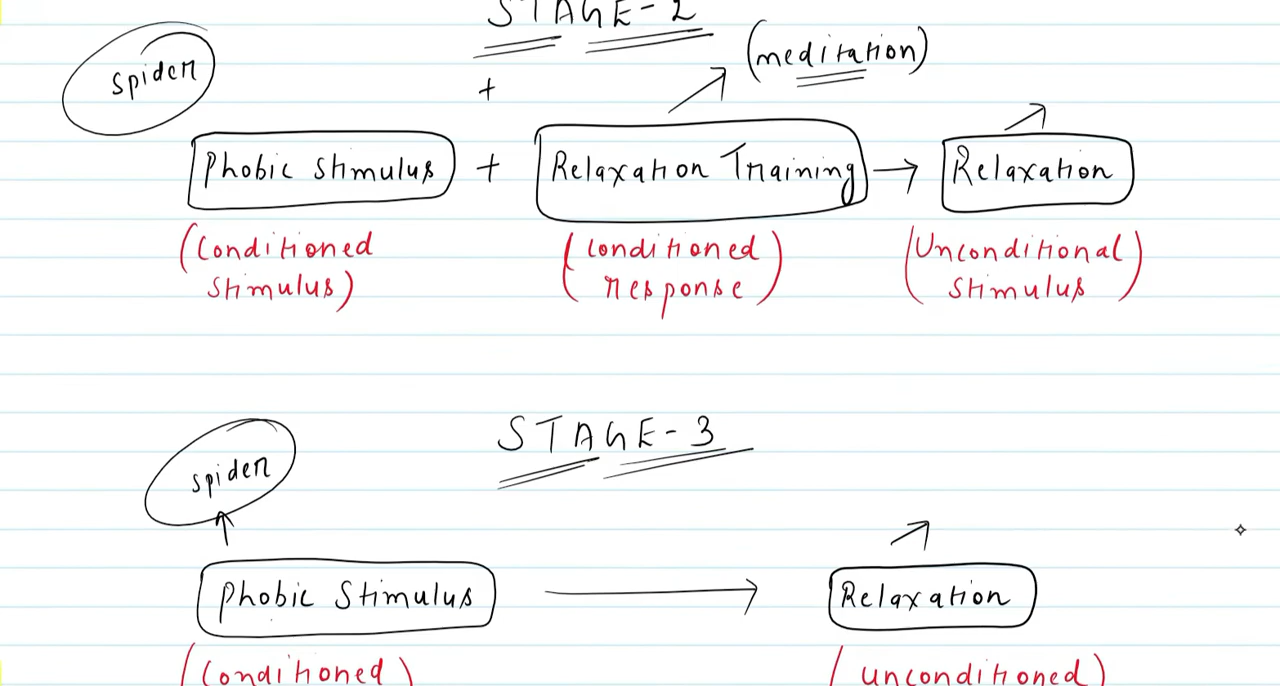 STAGE-2
(meditation)
spider
+
Phobic Stimulus + Relaxation Training → Relaxation
(Conditioned stimulus)
(Conditioned response)
(Unconditional stimulus)
STAGE-3
spider
Phobic Stimulus → Relaxation
(Conditioned)
(unconditioned)